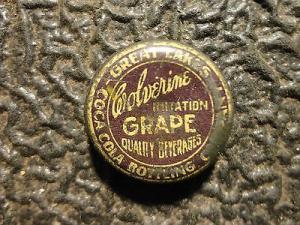 GREAT LAKES
Wolverine
IMITATION
GRAPE
QUALITY BEVERAGES
COCA-COLA BOTTLING